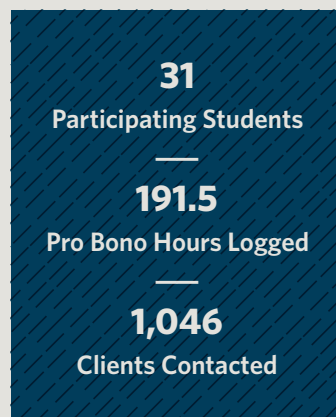 31
Participating Students
191.5
Pro Bono Hours Logged
1,046
Clients Contacted